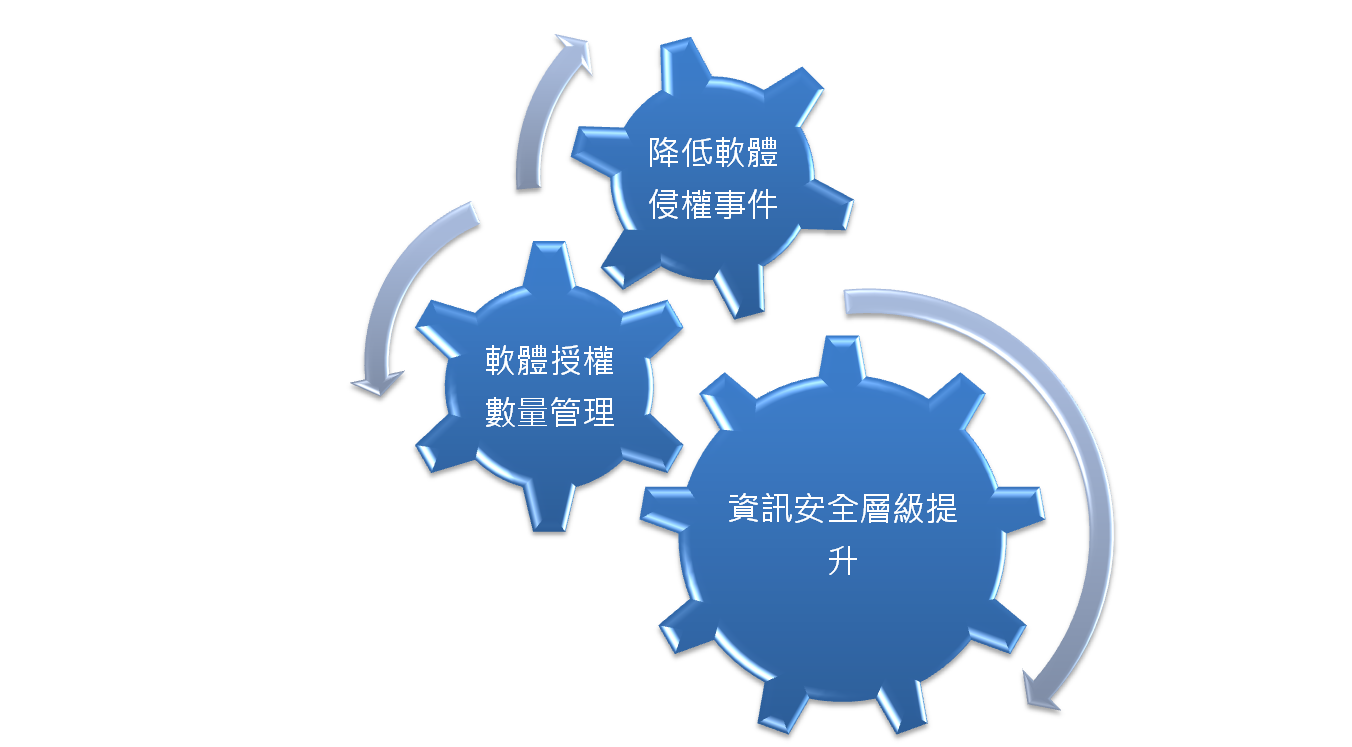 降低軟體
侵權事件
軟體授權
數量管理
資訊安全層級提
升